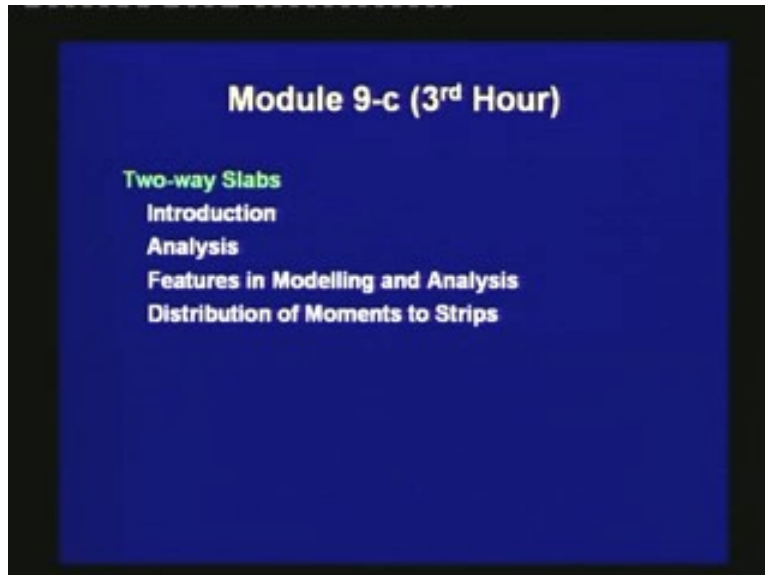 Module 9-c (3rd Hour)
Two-way Slabs
Introduction
Analysis
Features in Modelling and Analysis
Distribution of Moments to Strips